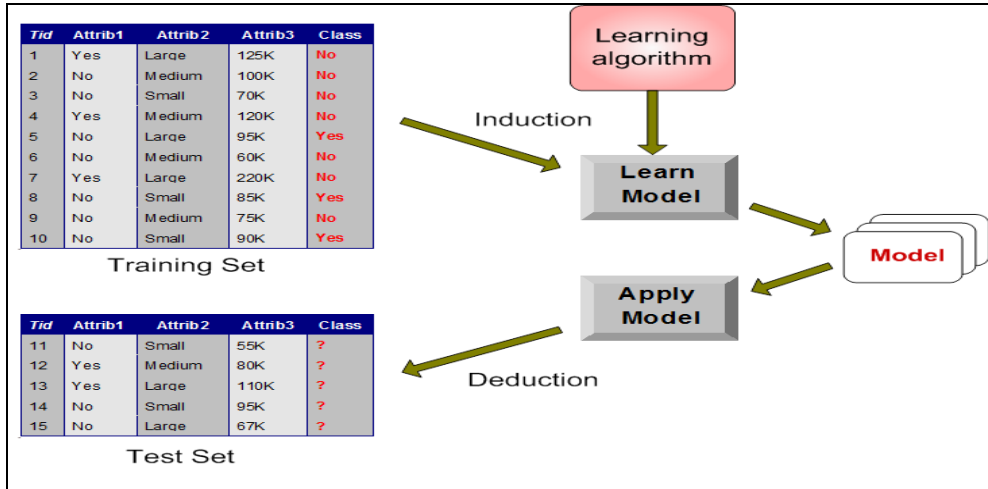 Tid Attrib1 Attrib2 Attrib3 Class
1 Yes Large 125K No
2 No Medium 100K No
3 No Small 70K No
4 Yes Medium 120K No
5 No Large 95K Yes
6 No Medium 60K No
7 Yes Large 220K No
8 No Small 85K Yes
9 No Medium 75K No
10 No Small 90K Yes
Training Set
Learning
algorithm
Induction
Learn
Model
Model
Apply
Model
Deduction
Tid Attrib1 Attrib2 Attrib3 Class
11 No Small 55K ?
12 Yes Medium 80K ?
13 Yes Large 110K ?
14 No Small 95K ?
15 No Large 67K ?
Test Set